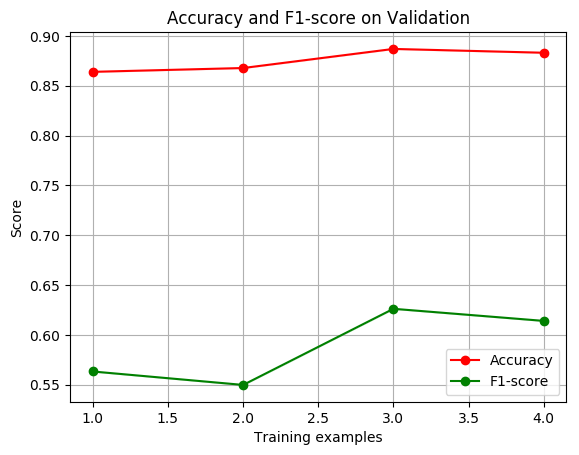 Accuracy and F1-score on Validation
0.90
0.85
0.80
0.75
0.70
0.65
0.60
0.55
Score
Accuracy
F1-score
1.0 1.5 2.0 2.5 3.0 3.5 4.0
Training examples